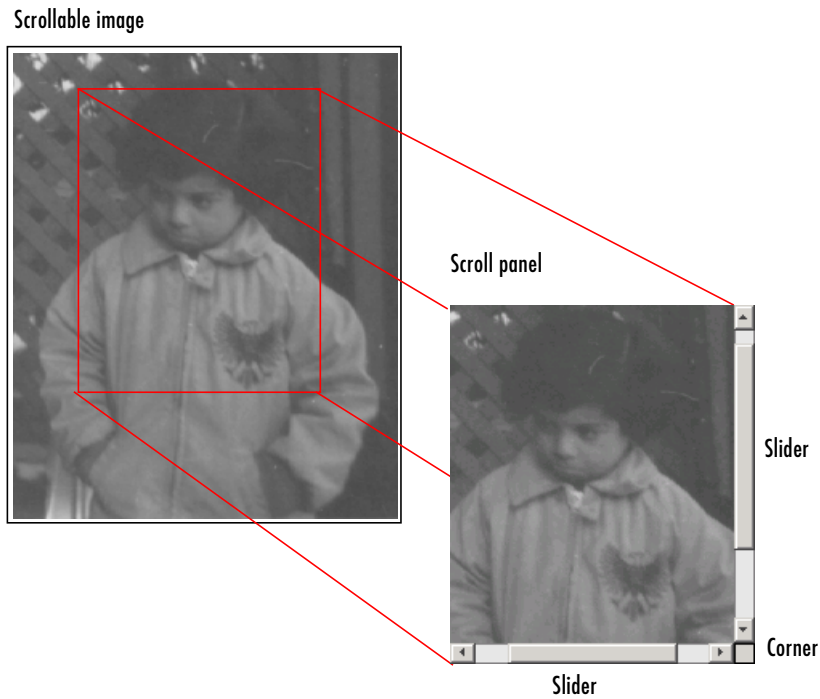 Scrollable image
Scroll panel
Slider
Corner
Slider